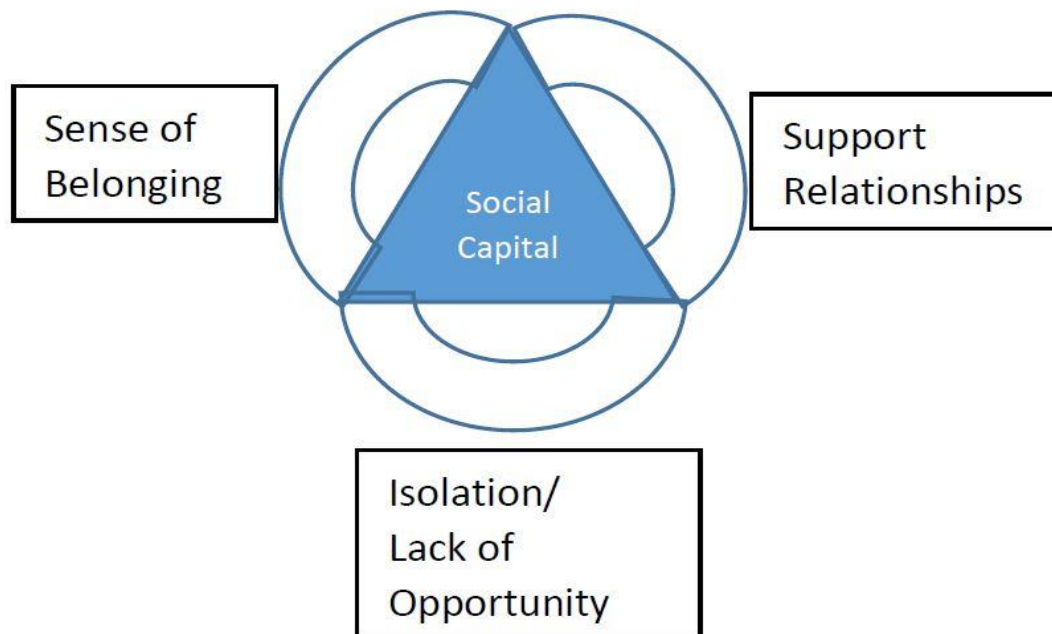 Sense of
Belonging
Support
Relationships
Social
Capital
Isolation/
Lack of
Opportunity